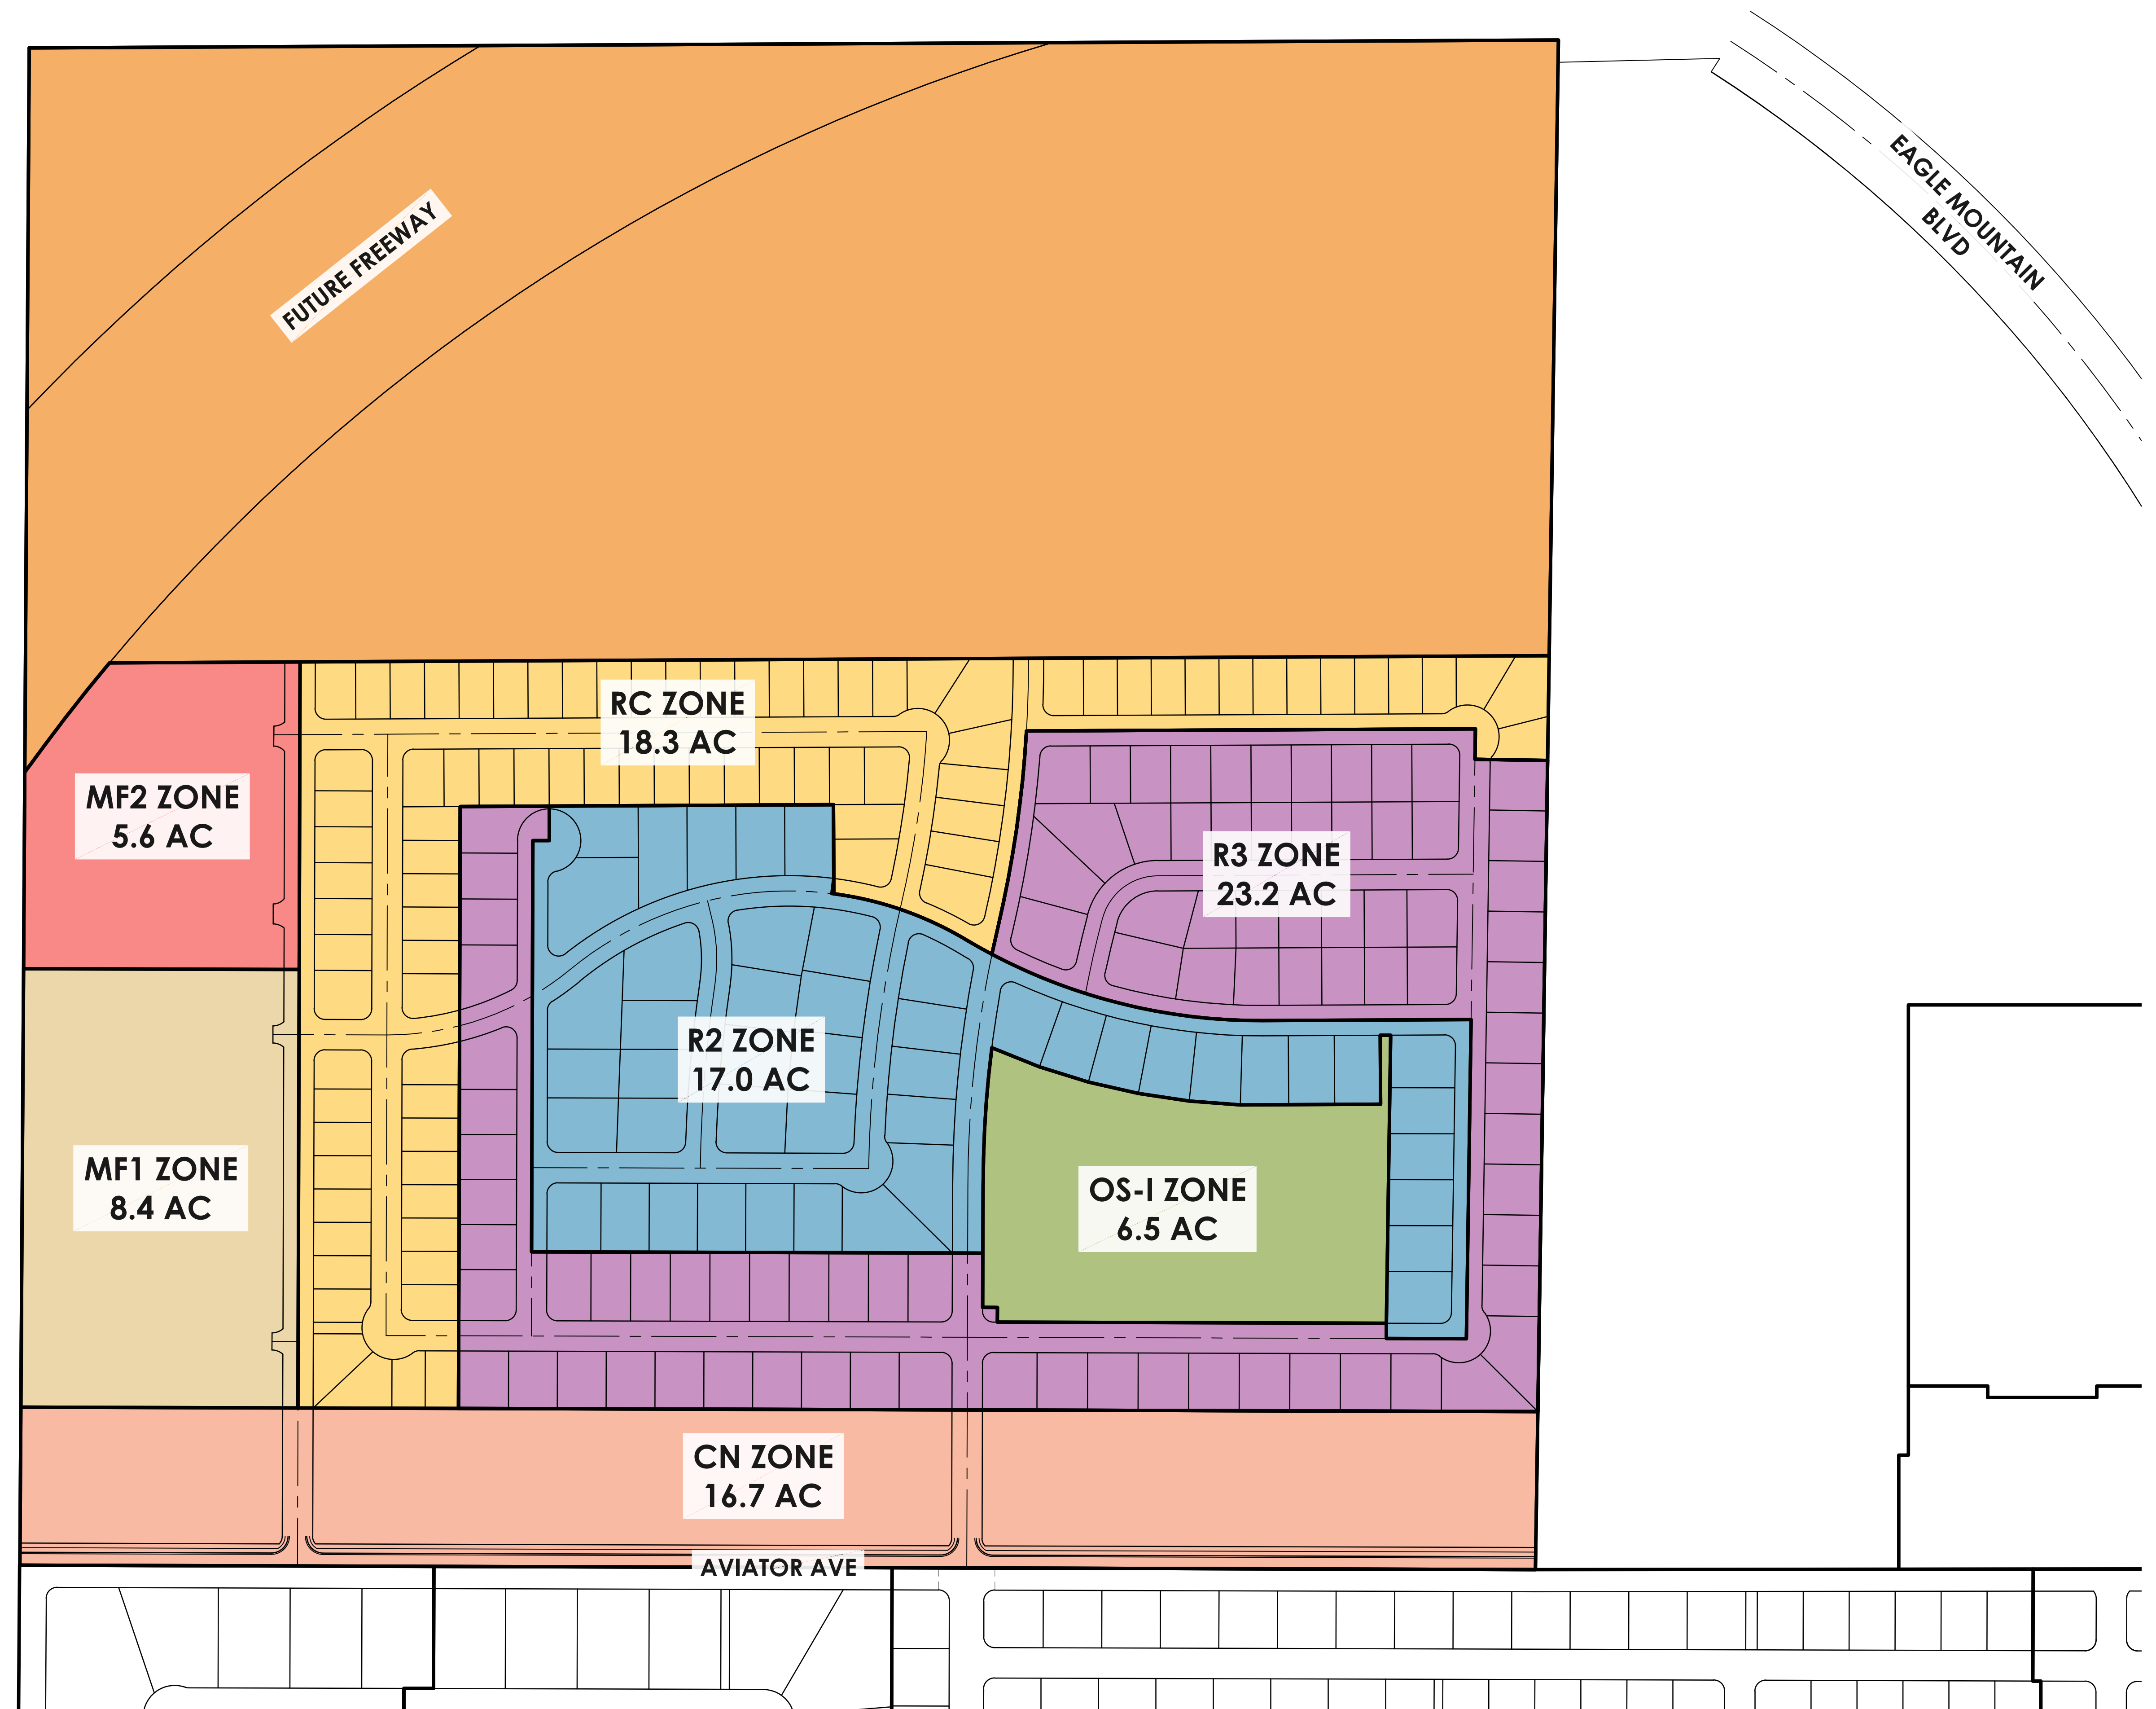 EAGLE MOUNTAIN
BLVD
FUTURE FREEWAY
RC ZONE
18.3 AC
MF2 ZONE
5.6 AC
R3 ZONE
23.2 AC
R2 ZONE
17.0 AC
MF1 ZONE
8.4 AC
OS-I ZONE
6.5 AC
CN ZONE
16.7 AC
AVIATOR AVE